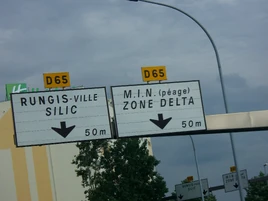 D65
RUNGIS-VILLE
SILIC
50m
D65
M.I.N. (péage)
ZONE DELTA
50m